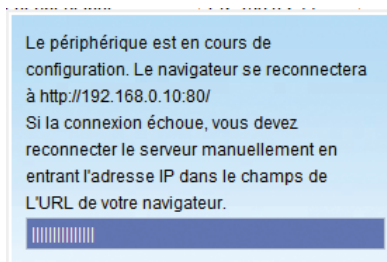 Le périphérique est en cours de
configuration. Le navigateur se reconnectera
à http://192.168.0.10:80/
Si la connexion échoue, vous devez
reconnecter le serveur manuellement en
entrant l'adresse IP dans le champs de
L'URL de votre navigateur.